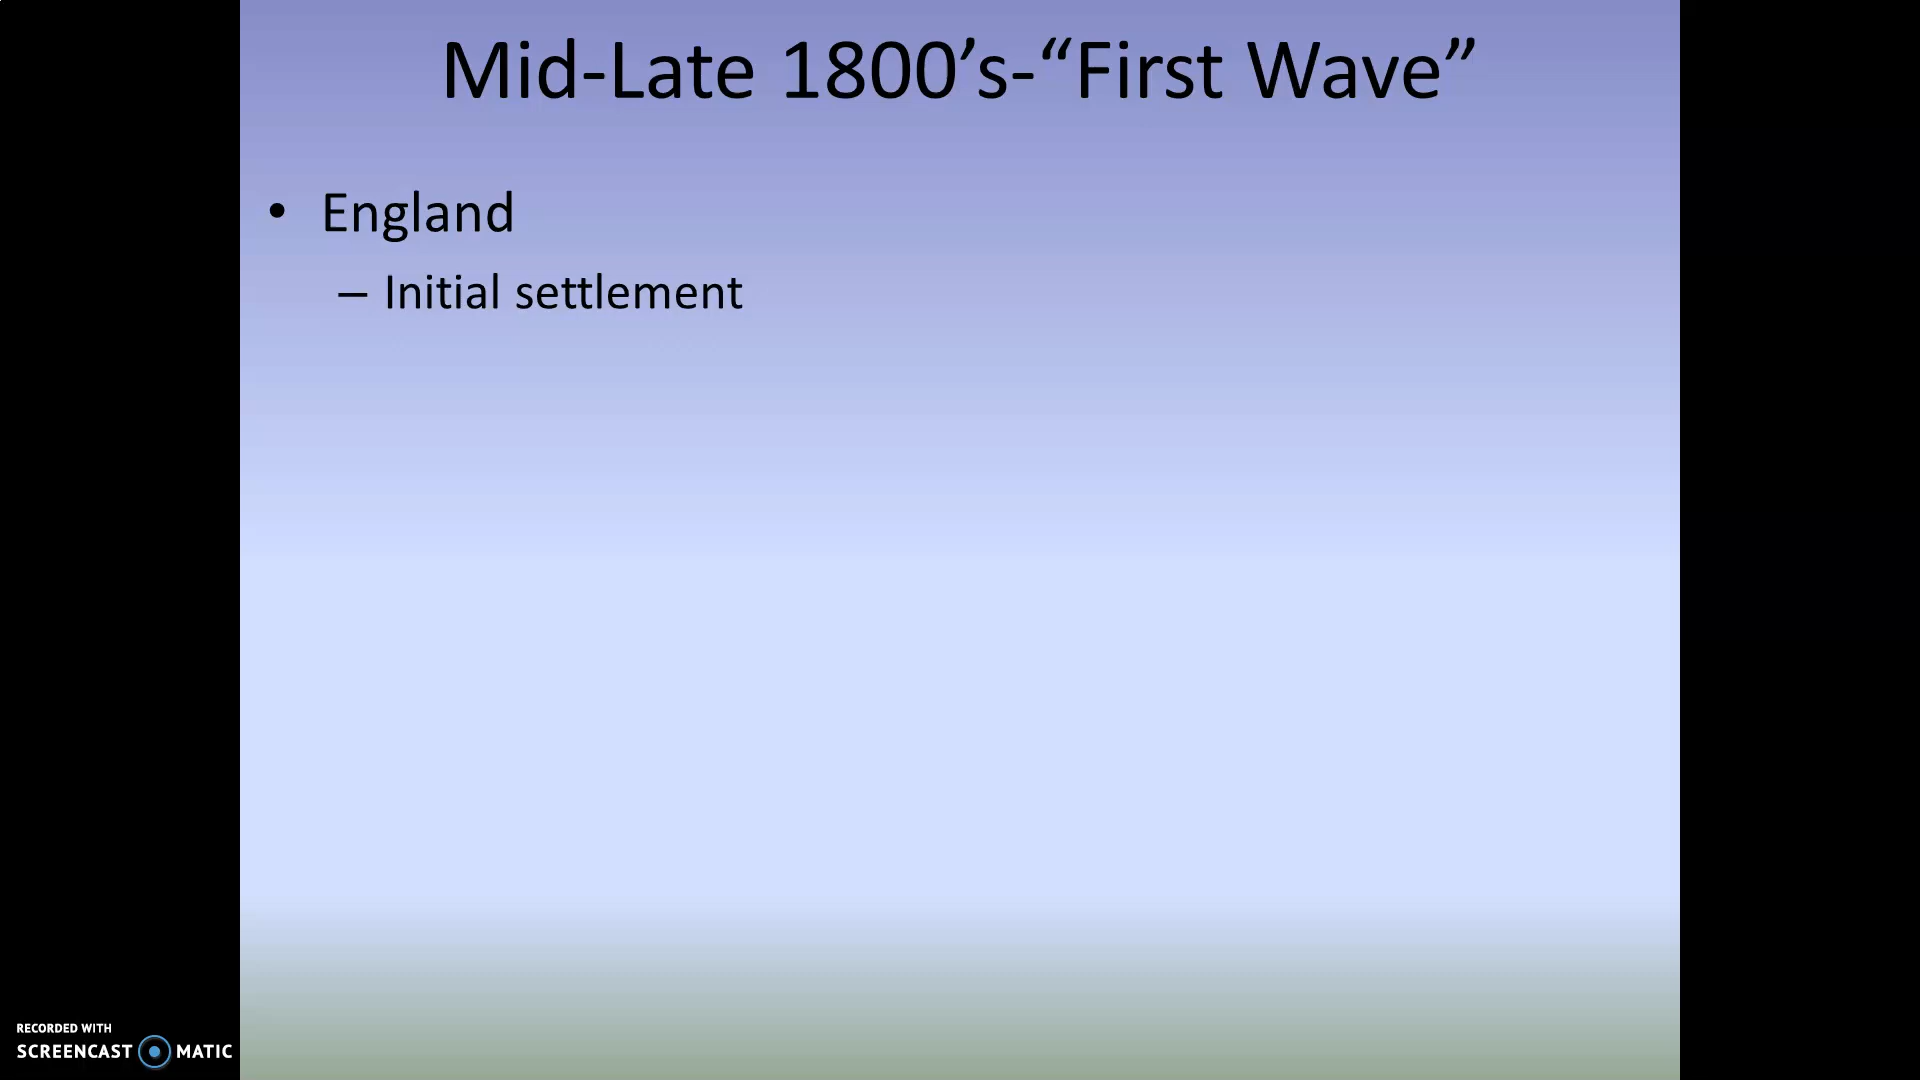 Mid-Late 1800’s-“First Wave”
• England
– Initial settlement
RECORDED WITH
SCREENCAST MATIC